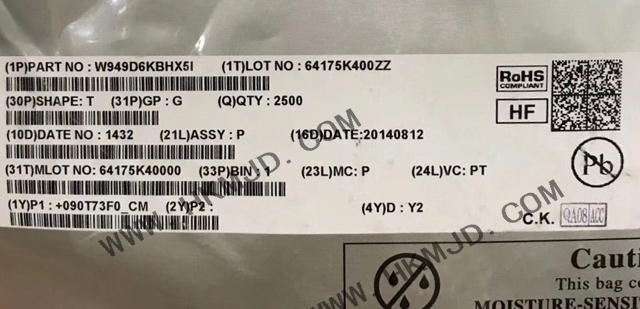 (1P)PART NO : W949D6KBHX5I (1T)LOT NO : 64175K400ZZ
RoHS
COMPLIANT
(30P)SHAPE: T (31P)GP : G (Q)QTY : 2500
HF
(10D)DATE NO : 1432 (21L)ASSY : P (16D)DATE:20140812
(31T)MLOT NO: 64175K40000 (33P)BIN : (23L)MC: P (24L)VC: PT
Pb
(1Y)P1 : +090T73F0_CM (2Y)P2 : (4Y)D : Y2
C.K. QA08 ACC
WWW.HKMJD.COM
WWW.HKMJD.COM
Cauti
This bag c
MOISTURE-SENSI